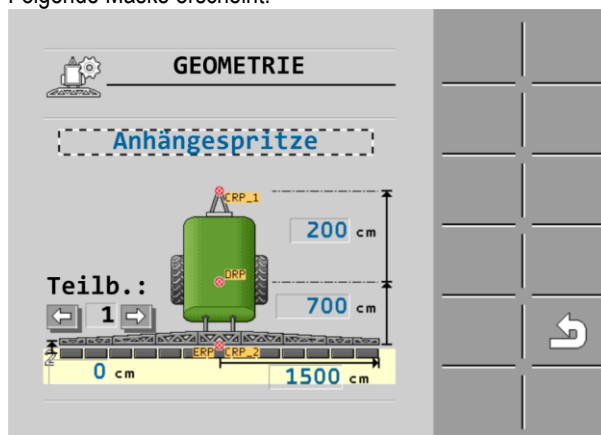 Folgende Maske erscheint:
GEOMETRIE
Anhängespritze
CRP_1
200 cm
DRP
Teilb.:
1
700 cm
ERP CRP_2
0 cm
1500 cm